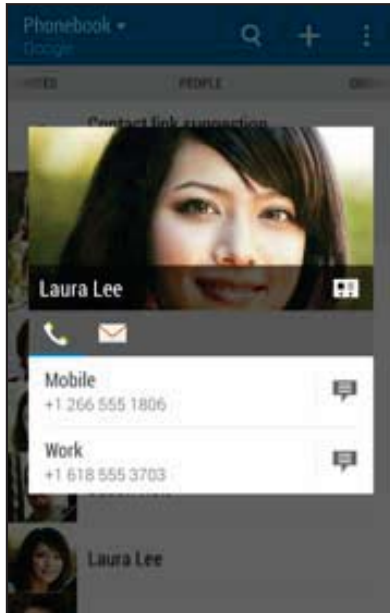 Phonebook
Google
PEOPLE
Contact link suggestion
Laura Lee
Mobile
+1 266 555 1806
Work
+1 618 555 3703
Laura Lee